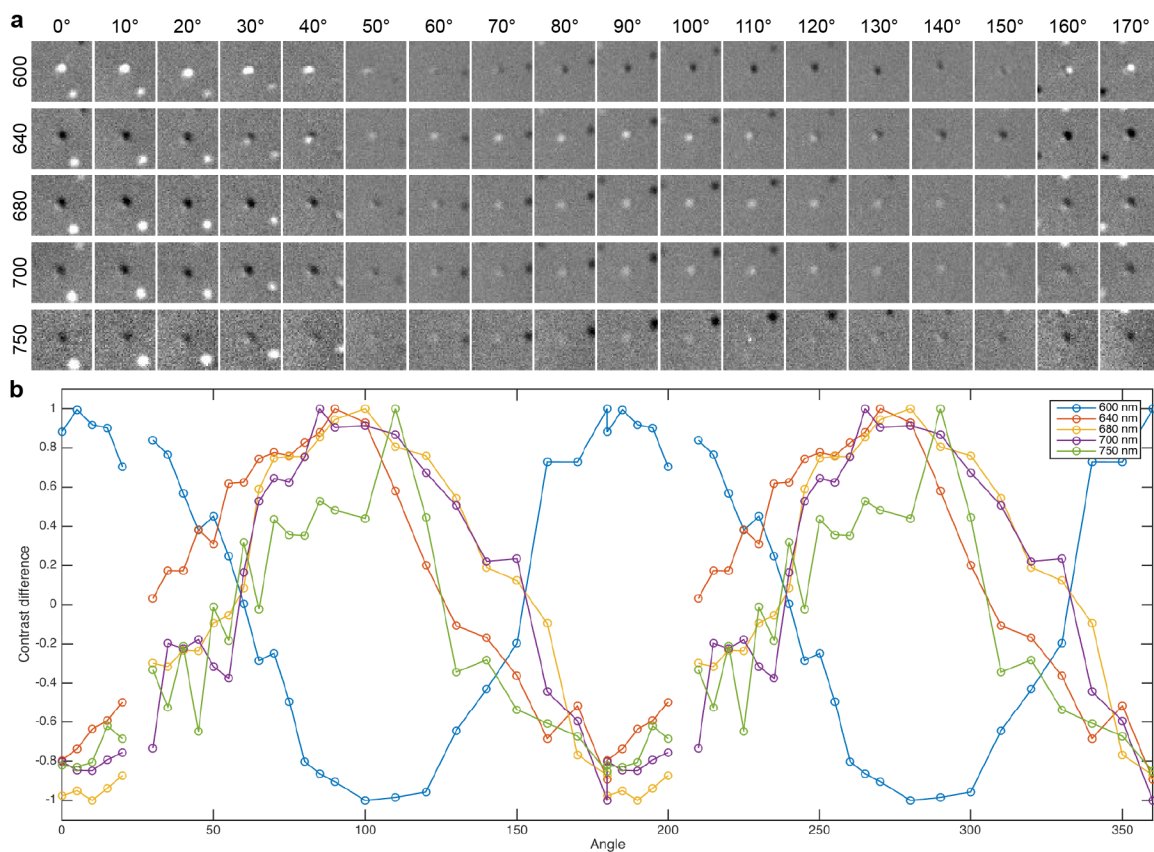 a
0° 10° 20° 30° 40° 50° 60° 70° 80° 90° 100° 110° 120° 130° 140° 150° 160° 170°
600
640
680
700
750
b
1
0.8
0.6
0.4
0.2
0
-0.2
-0.4
-0.6
-0.8
-1
Contrast difference
0 50 100 150 200 250 300 350
Angle
600 nm
640 nm
680 nm
700 nm
750 nm